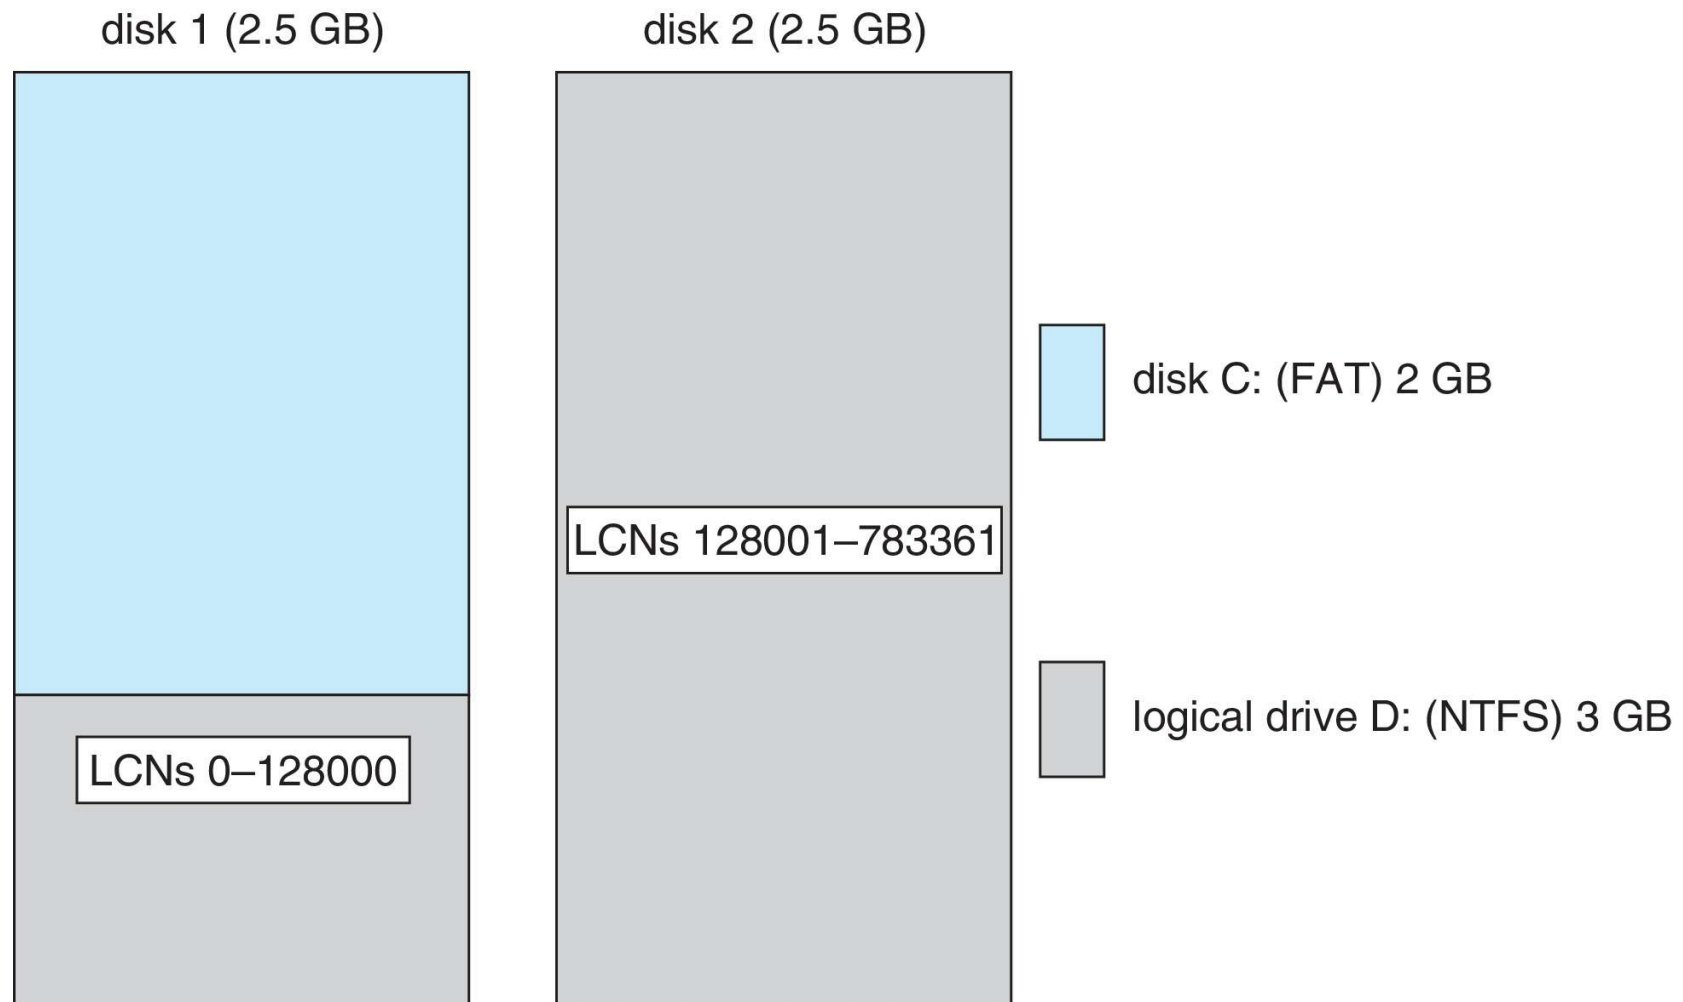 disk 1 (2.5 GB)
disk 2 (2.5 GB)
disk C: (FAT) 2 GB
LCNs 128001–783361
logical drive D: (NTFS) 3 GB
LCNs 0–128000